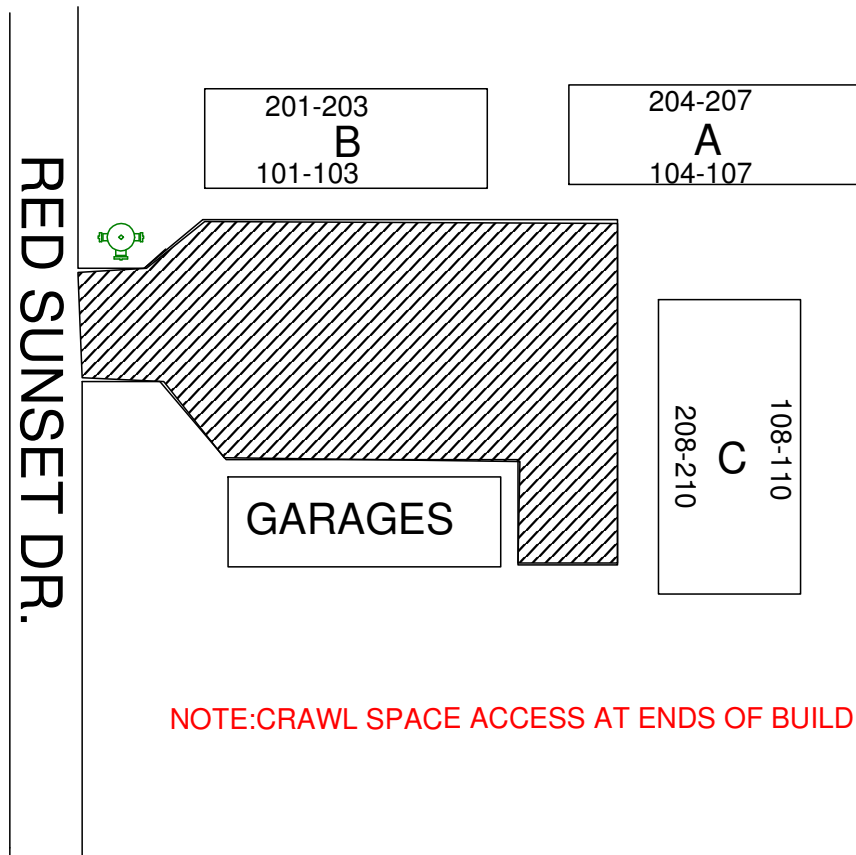 201-203
B
101-103
204-207
A
104-107
RED SUNSET DR.
108-110
C
208-210
GARAGES
NOTE:CRAWL SPACE ACCESS AT ENDS OF BUILD